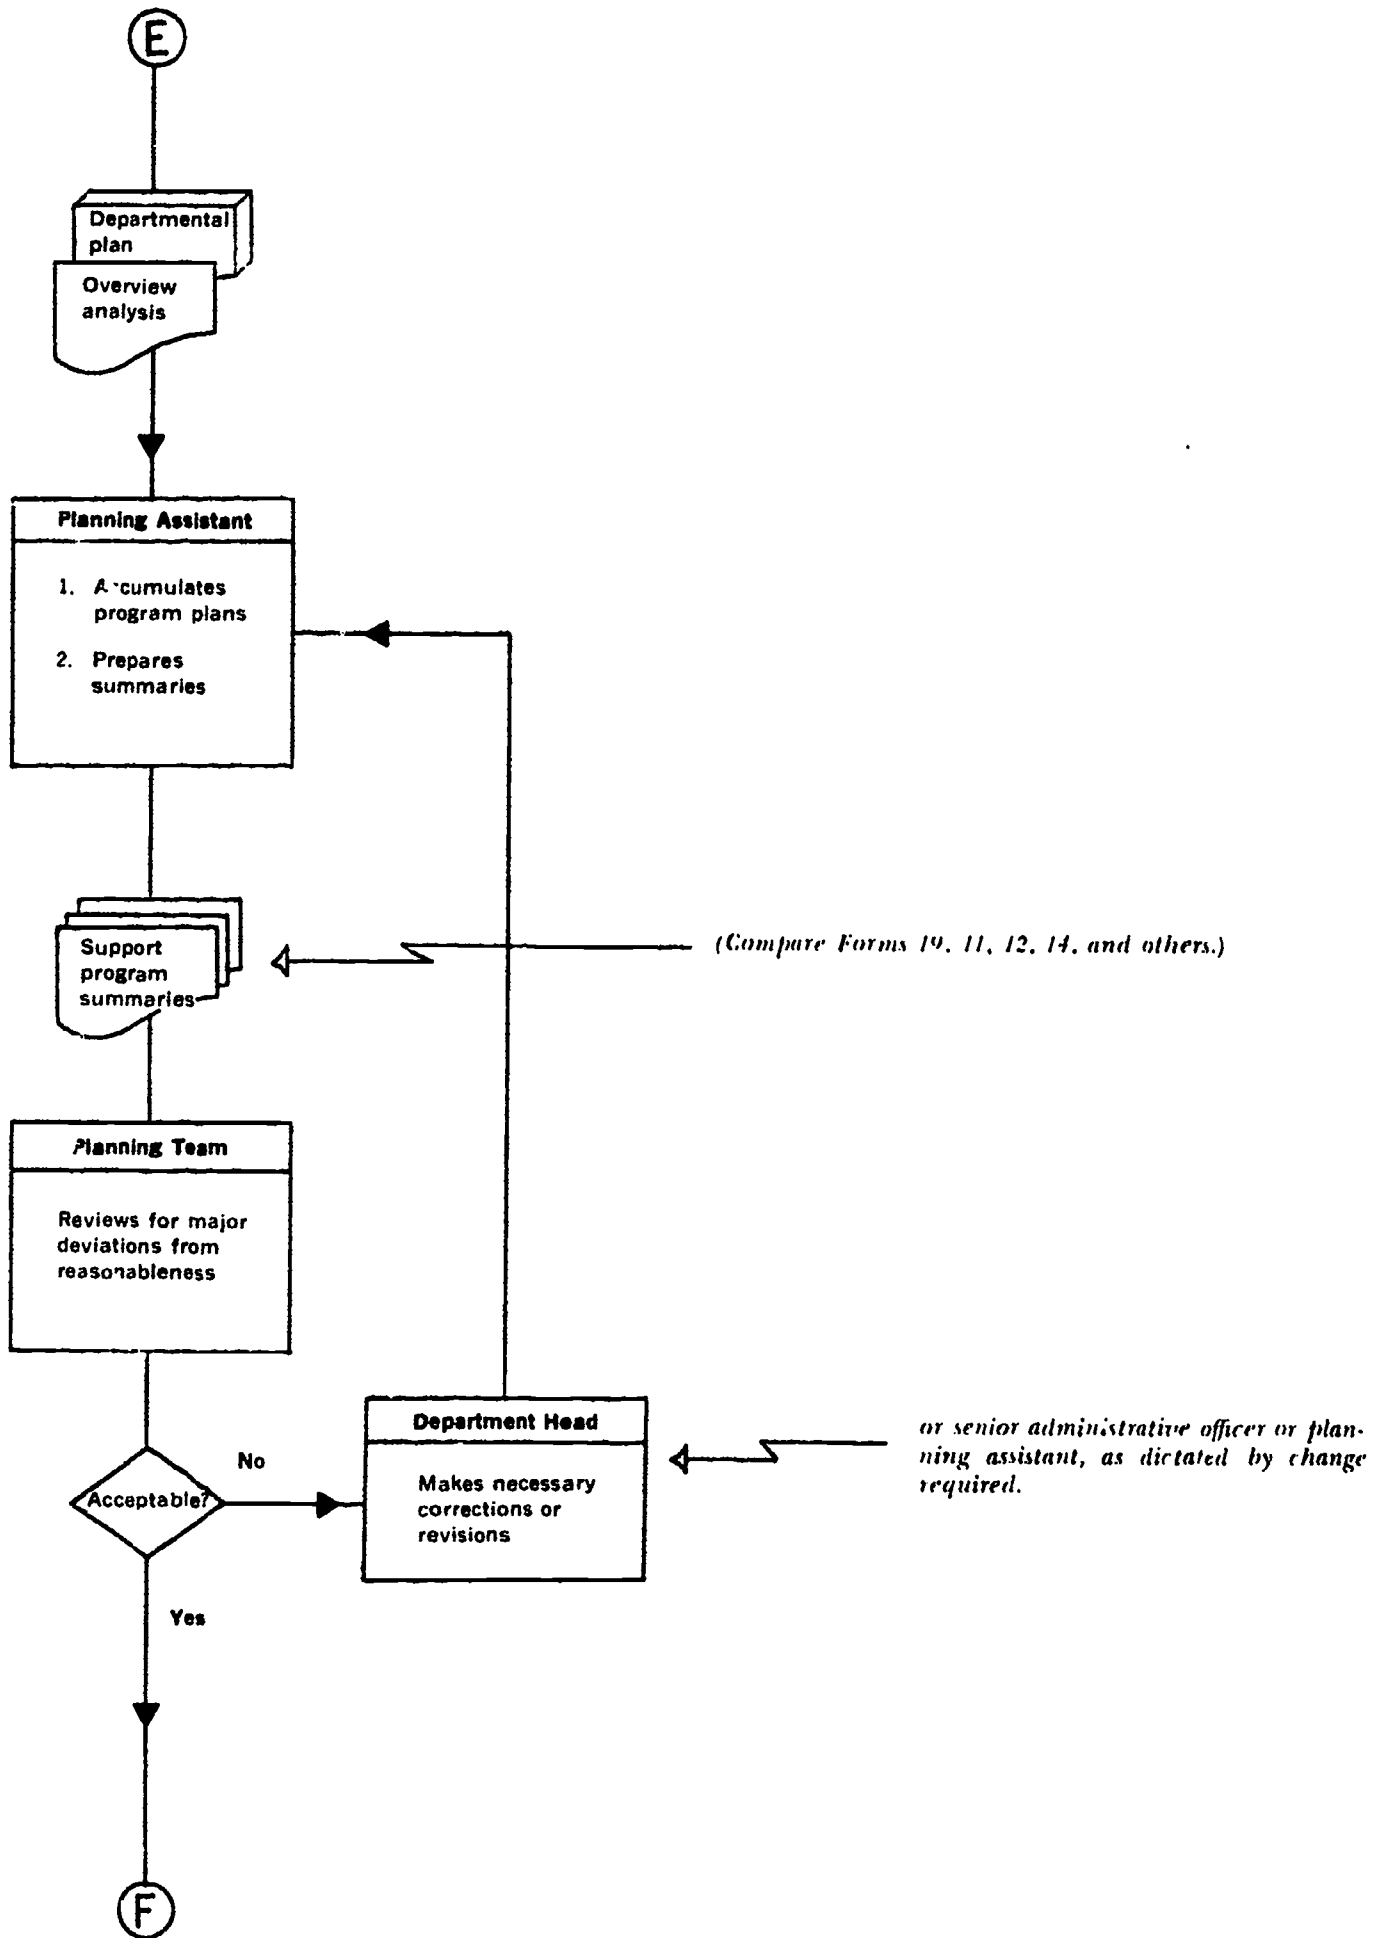 E
Departmental
plan
Overview
analysis
Planning Assistant
1. Accumulates
program plans
2. Prepares
summaries
Support
program
summaries
(Compare Forms 11, 12, 14, and others.)
Planning Team
Reviews for major
deviations from
reasonableness
Acceptable?
No
Department Head
Makes necessary
corrections or
revisions
or senior administrative officer or plan-
ning assistant, as dictated by change
required.
Yes
F